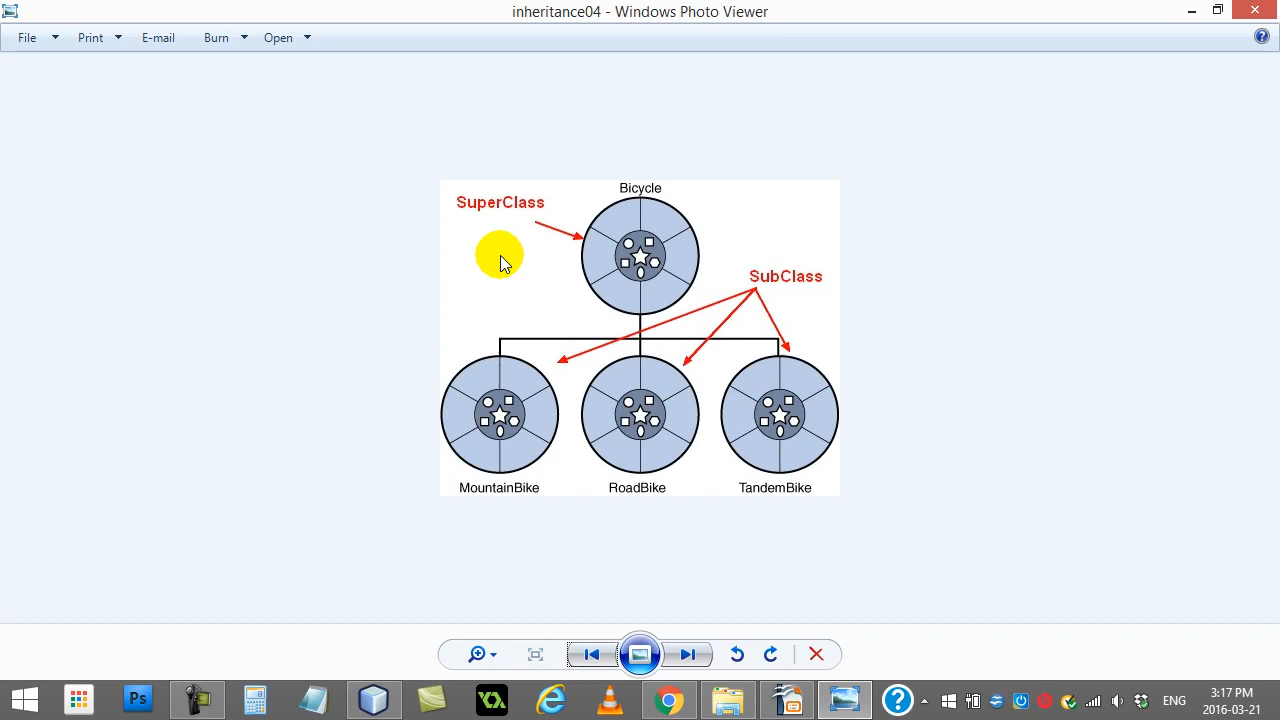 inheritance04 - Windows Photo Viewer
File Print E-mail Burn Open
Bicycle
SuperClass
SubClass
MountainBike RoadBike TandemBike
Ps
ENG
3:17 PM
2016-03-21